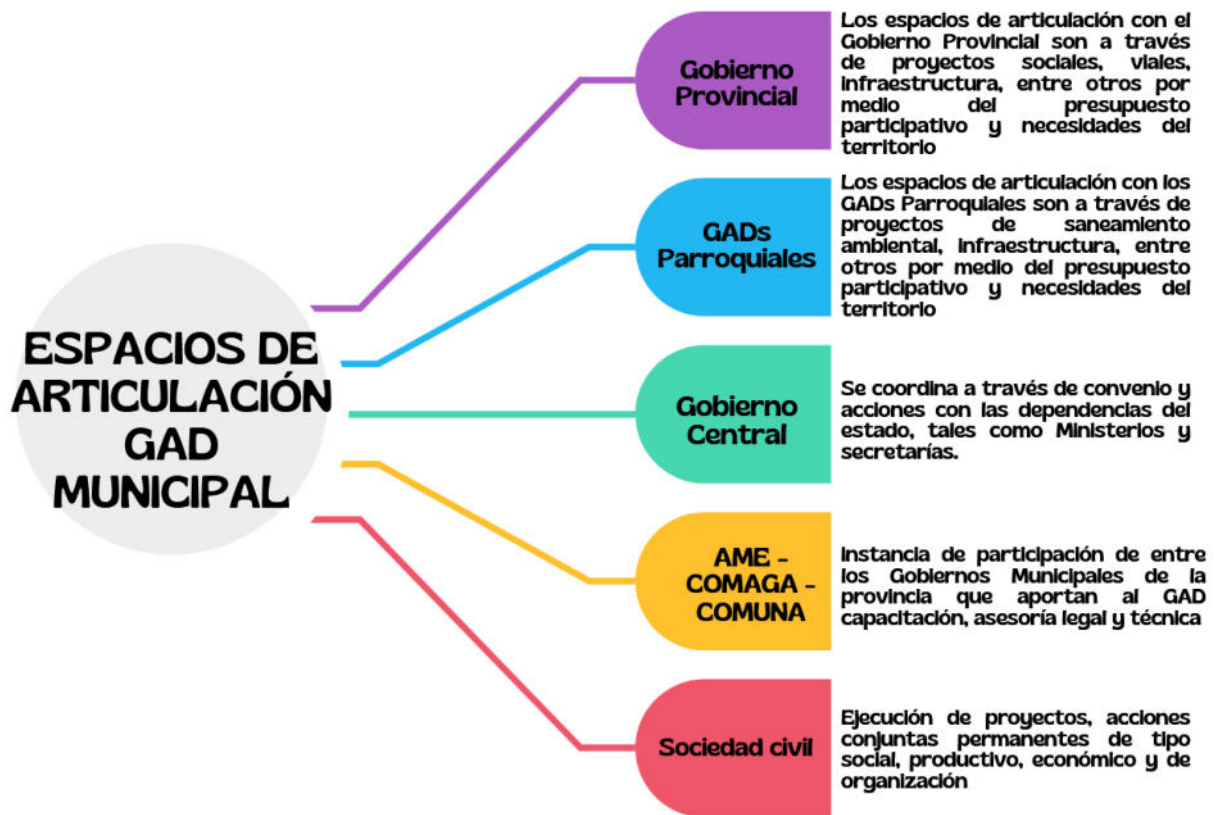 ESPACIOS DE
ARTICULACIÓN
GAD
MUNICIPAL
Gobierno
Provincial
Los espacios de articulación con el
Gobierno Provincial son a través
de proyectos sociales, viales,
infraestructura, entre otros por
medio del presupuesto
participativo y necesidades del
territorio
GADs
Parroquiales
Los espacios de articulación con los
GADs Parroquiales son a través de
proyectos de saneamiento
ambiental, infraestructura, entre
otros por medio del presupuesto
participativo y necesidades del
territorio
Gobierno
Central
Se coordina a través de convenio y
acciones con las dependencias del
estado, tales como Ministerios y
secretarías.
AME -
COMAGA -
COMUNA
Instancia de participación de entre
los Gobiernos Municipales de la
provincia que aportan al GAD
capacitación, asesoría legal y técnica
Sociedad civil
Ejecución de proyectos, acciones
conjuntas permanentes de tipo
social, productivo, económico y de
organización